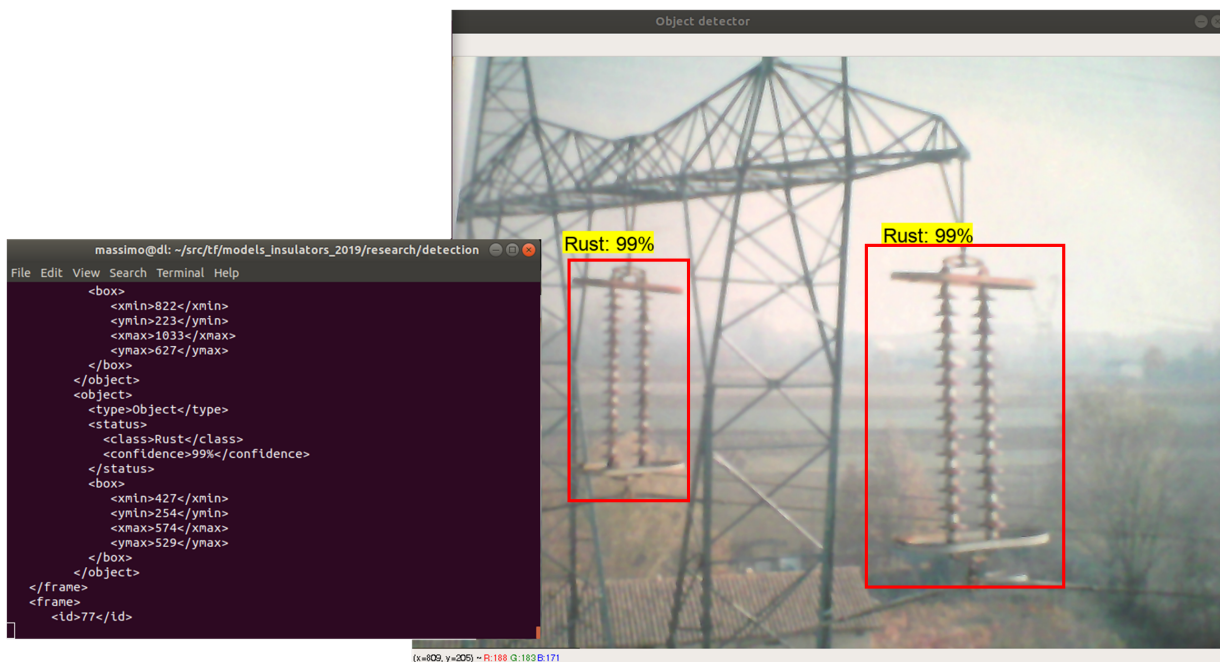 Object detector
Rust: 99%
Rust: 99%
massimo@dl: ~/src/tf/models_insulators_2019/research/detection
File Edit View Search Terminal Help
<box>
<xmin>822</xmin>
<ymin>223</ymin>
<xmax>1033</xmax>
<ymax>627</ymax>
</box>
</object>
<object>
<type>Object</type>
<status>
<class>Rust</class>
<confidence>99%</confidence>
</status>
<box>
<xmin>427</xmin>
<ymin>254</ymin>
<xmax>574</xmax>
<ymax>529</ymax>
</box>
</object>
</frame>
<frame>
<id>77</id>
(x=809, y=205) ~ R:188 G:183 B:171